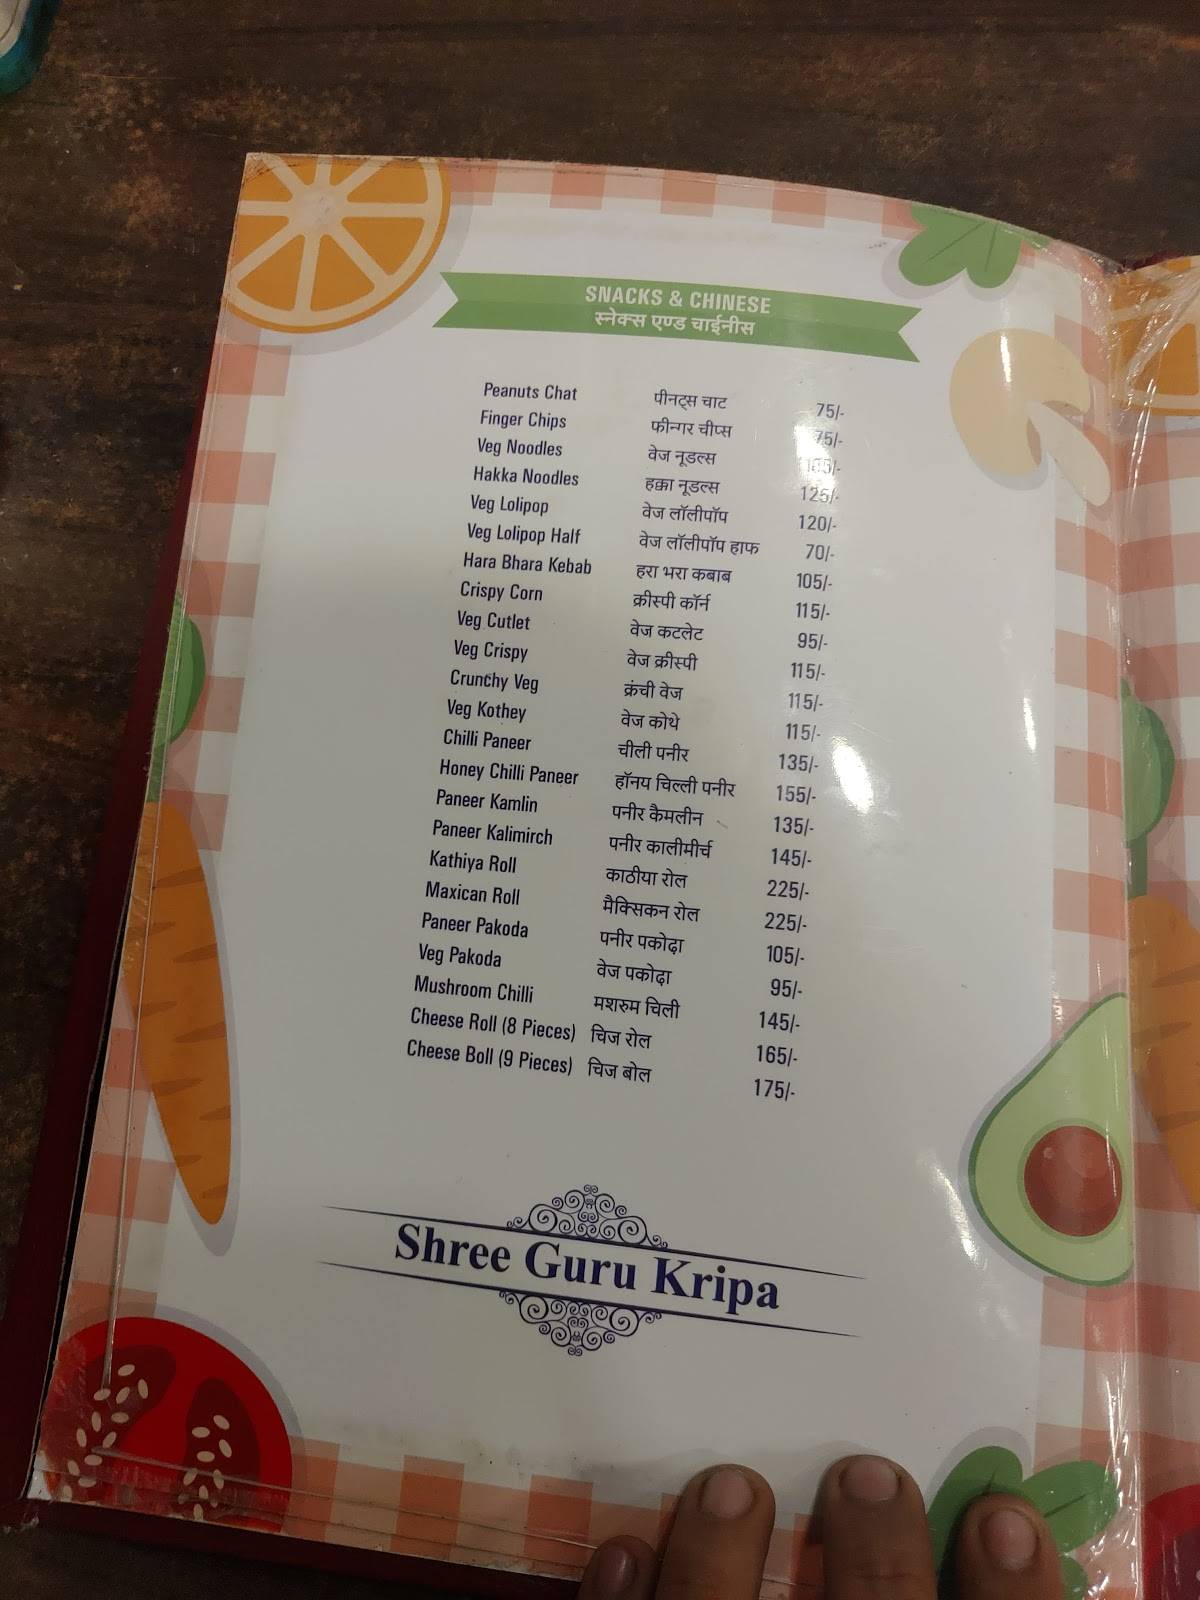 SNACKS & CHINESE
स्नेक्स एण्ड चाईनीस
Peanuts Chat पीनट्स चाट 75/-
Finger Chips फीन्गर चीप्स 75/-
Veg Noodles वेज नूडल्स
Hakka Noodles हक्का नूडल्स 125/-
Veg Lolipop वेज लॉलीपॉप 120/-
Veg Lolipop Half वेज लॉलीपॉप हाफ 70/-
Hara Bhara Kebab हरा भरा कबाब 105/-
Crispy Corn क्रीस्पी कॉर्न 115/-
Veg Cutlet वेज कटलेट 95/-
Veg Crispy वेज क्रीस्पी 115/-
Crunchy Veg क्रंची वेज 115/-
Veg Kothey वेज कोथे 115/-
Chilli Paneer चीली पनीर 135/-
Honey Chilli Paneer हॉनय चिल्ली पनीर 155/-
Paneer Kamlin पनीर कैमलीन 135/-
Paneer Kalimirch पनीर कालीमीर्च 145/-
Kathiya Roll काठीया रोल 225/-
Maxican Roll मैक्सिकन रोल 225/-
Paneer Pakoda पनीर पकोढ़ा 105/-
Veg Pakoda वेज पकोढ़ा 95/-
Mushroom Chilli मशरुम चिली 145/-
Cheese Roll (8 Pieces) चिज रोल 165/-
Cheese Boll (9 Pieces) चिज बोल 175/-
Shree Guru Kripa